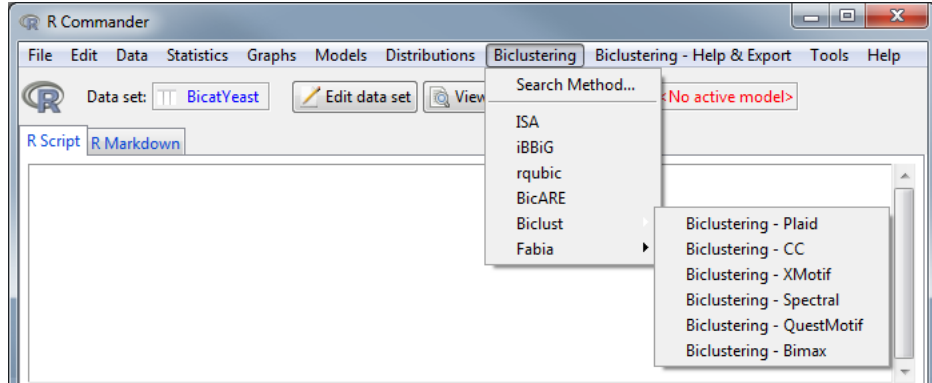 R Commander
File Edit Data Statistics Graphs Models Distributions Biclustering Biclustering - Help & Export Tools Help
R Data set: BicatYeast Edit data set View <No active model>
Search Method...
R Script R Markdown
ISA
iBBiG
rqubic
BicARE
Biclust
Fabia
Biclustering - Plaid
Biclustering - CC
Biclustering - XMotif
Biclustering - Spectral
Biclustering - QuestMotif
Biclustering - Bimax